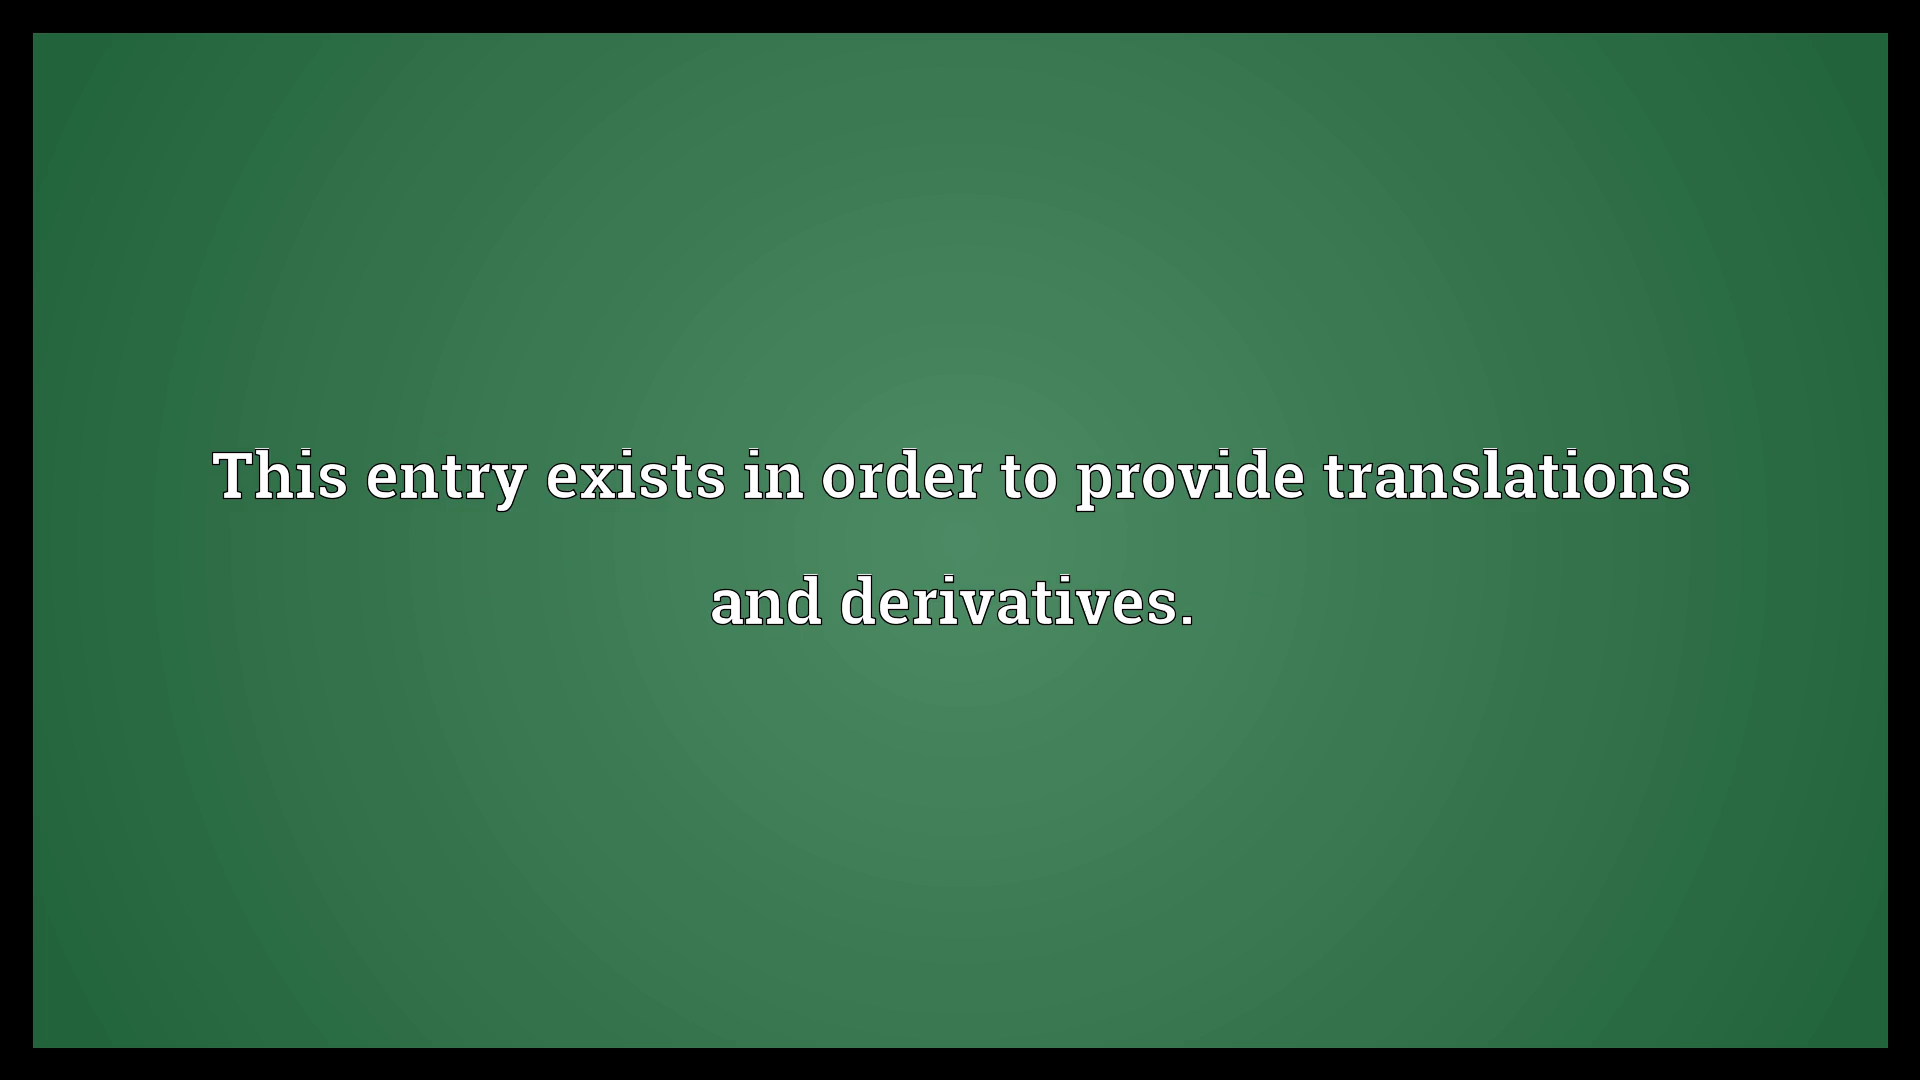 This entry exists in order to provide translations
and derivatives.